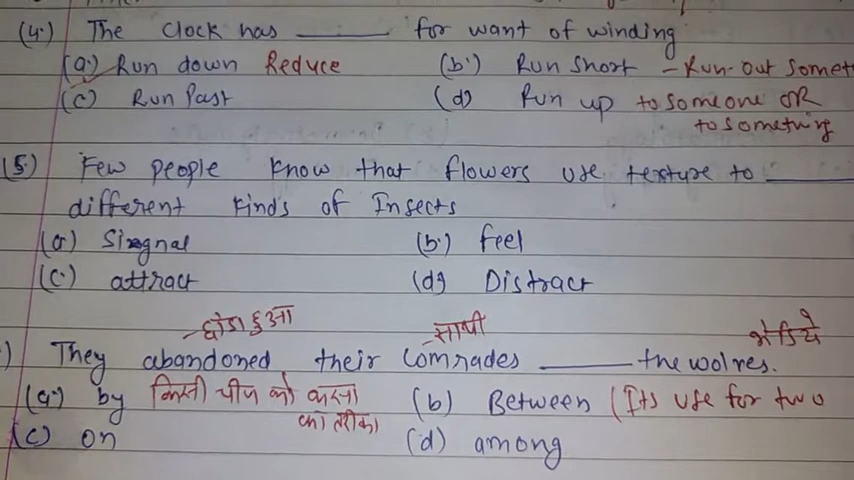 (4.) The Clock has ______ for want of winding
(a.) Run down Reduce (b.) Run Short - Run-out Somet
(C) Run Past (d) Run up to Someone OR
to Something
(5.) Few people know that flowers use texture to ______
different kinds of Insects
(a) Signal (b.) feel
(C.) attract (d) Distract
- छोडा हुआ - साथी भेडिये
.) They abandoned their Comrades ______ the wolves.
(a.) by किसी चीज को करना (b) Between (Its use for two
का तरीका
(C) on (d) among